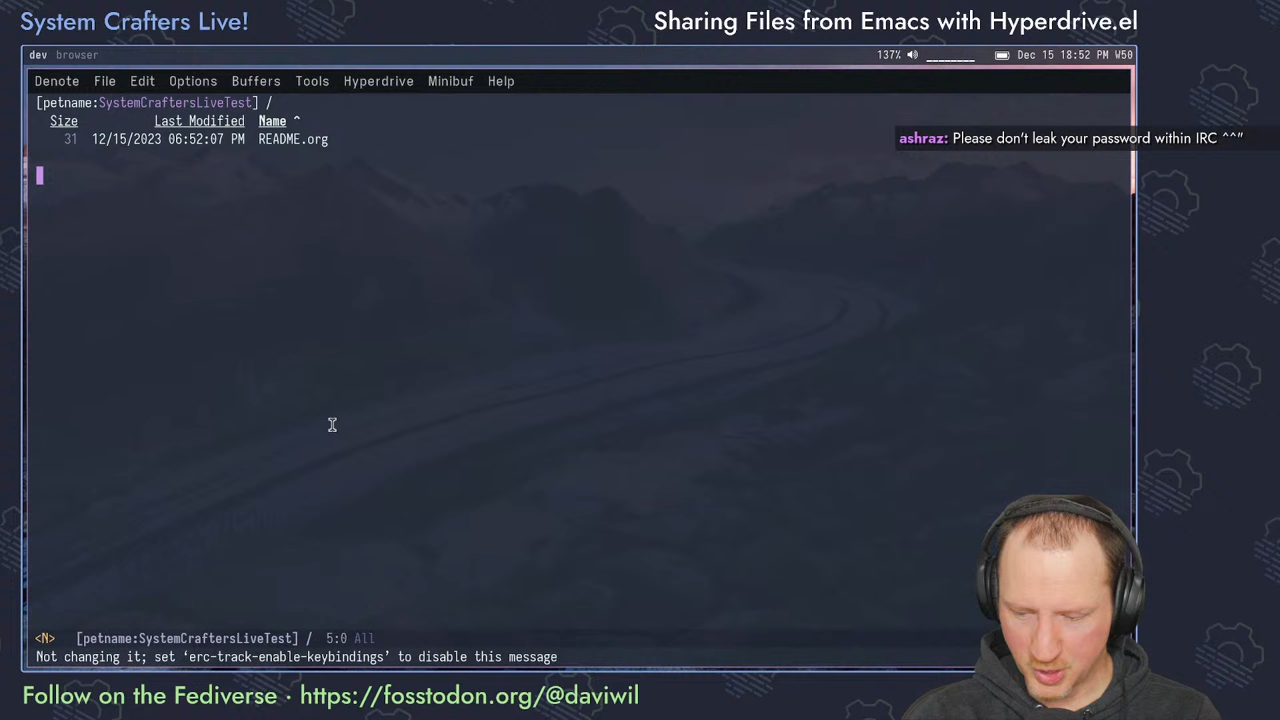 System Crafters Live!
Sharing Files from Emacs with Hyperdrive.el
dev browser
137% Dec 15 18:52 PM W50
Denote File Edit Options Buffers Tools Hyperdrive Minibuf Help
[petname:SystemCraftersLiveTest] /
Size Last Modified Name ^
31 12/15/2023 06:52:07 PM README.org
ashraz: Please don't leak your password within IRC ^^"
<N> [petname:SystemCraftersLiveTest] / 5:0 All
Not changing it; set ‘erc-track-enable-keybindings’ to disable this message
Follow on the Fediverse · https://fosstodon.org/@daviwil